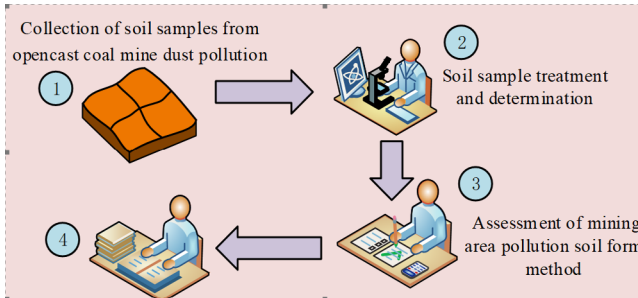 Collection of soil samples from
opencast coal mine dust pollution
1
2
Soil sample treatment
and determination
3
Assessment of mining
area pollution soil form
method
4